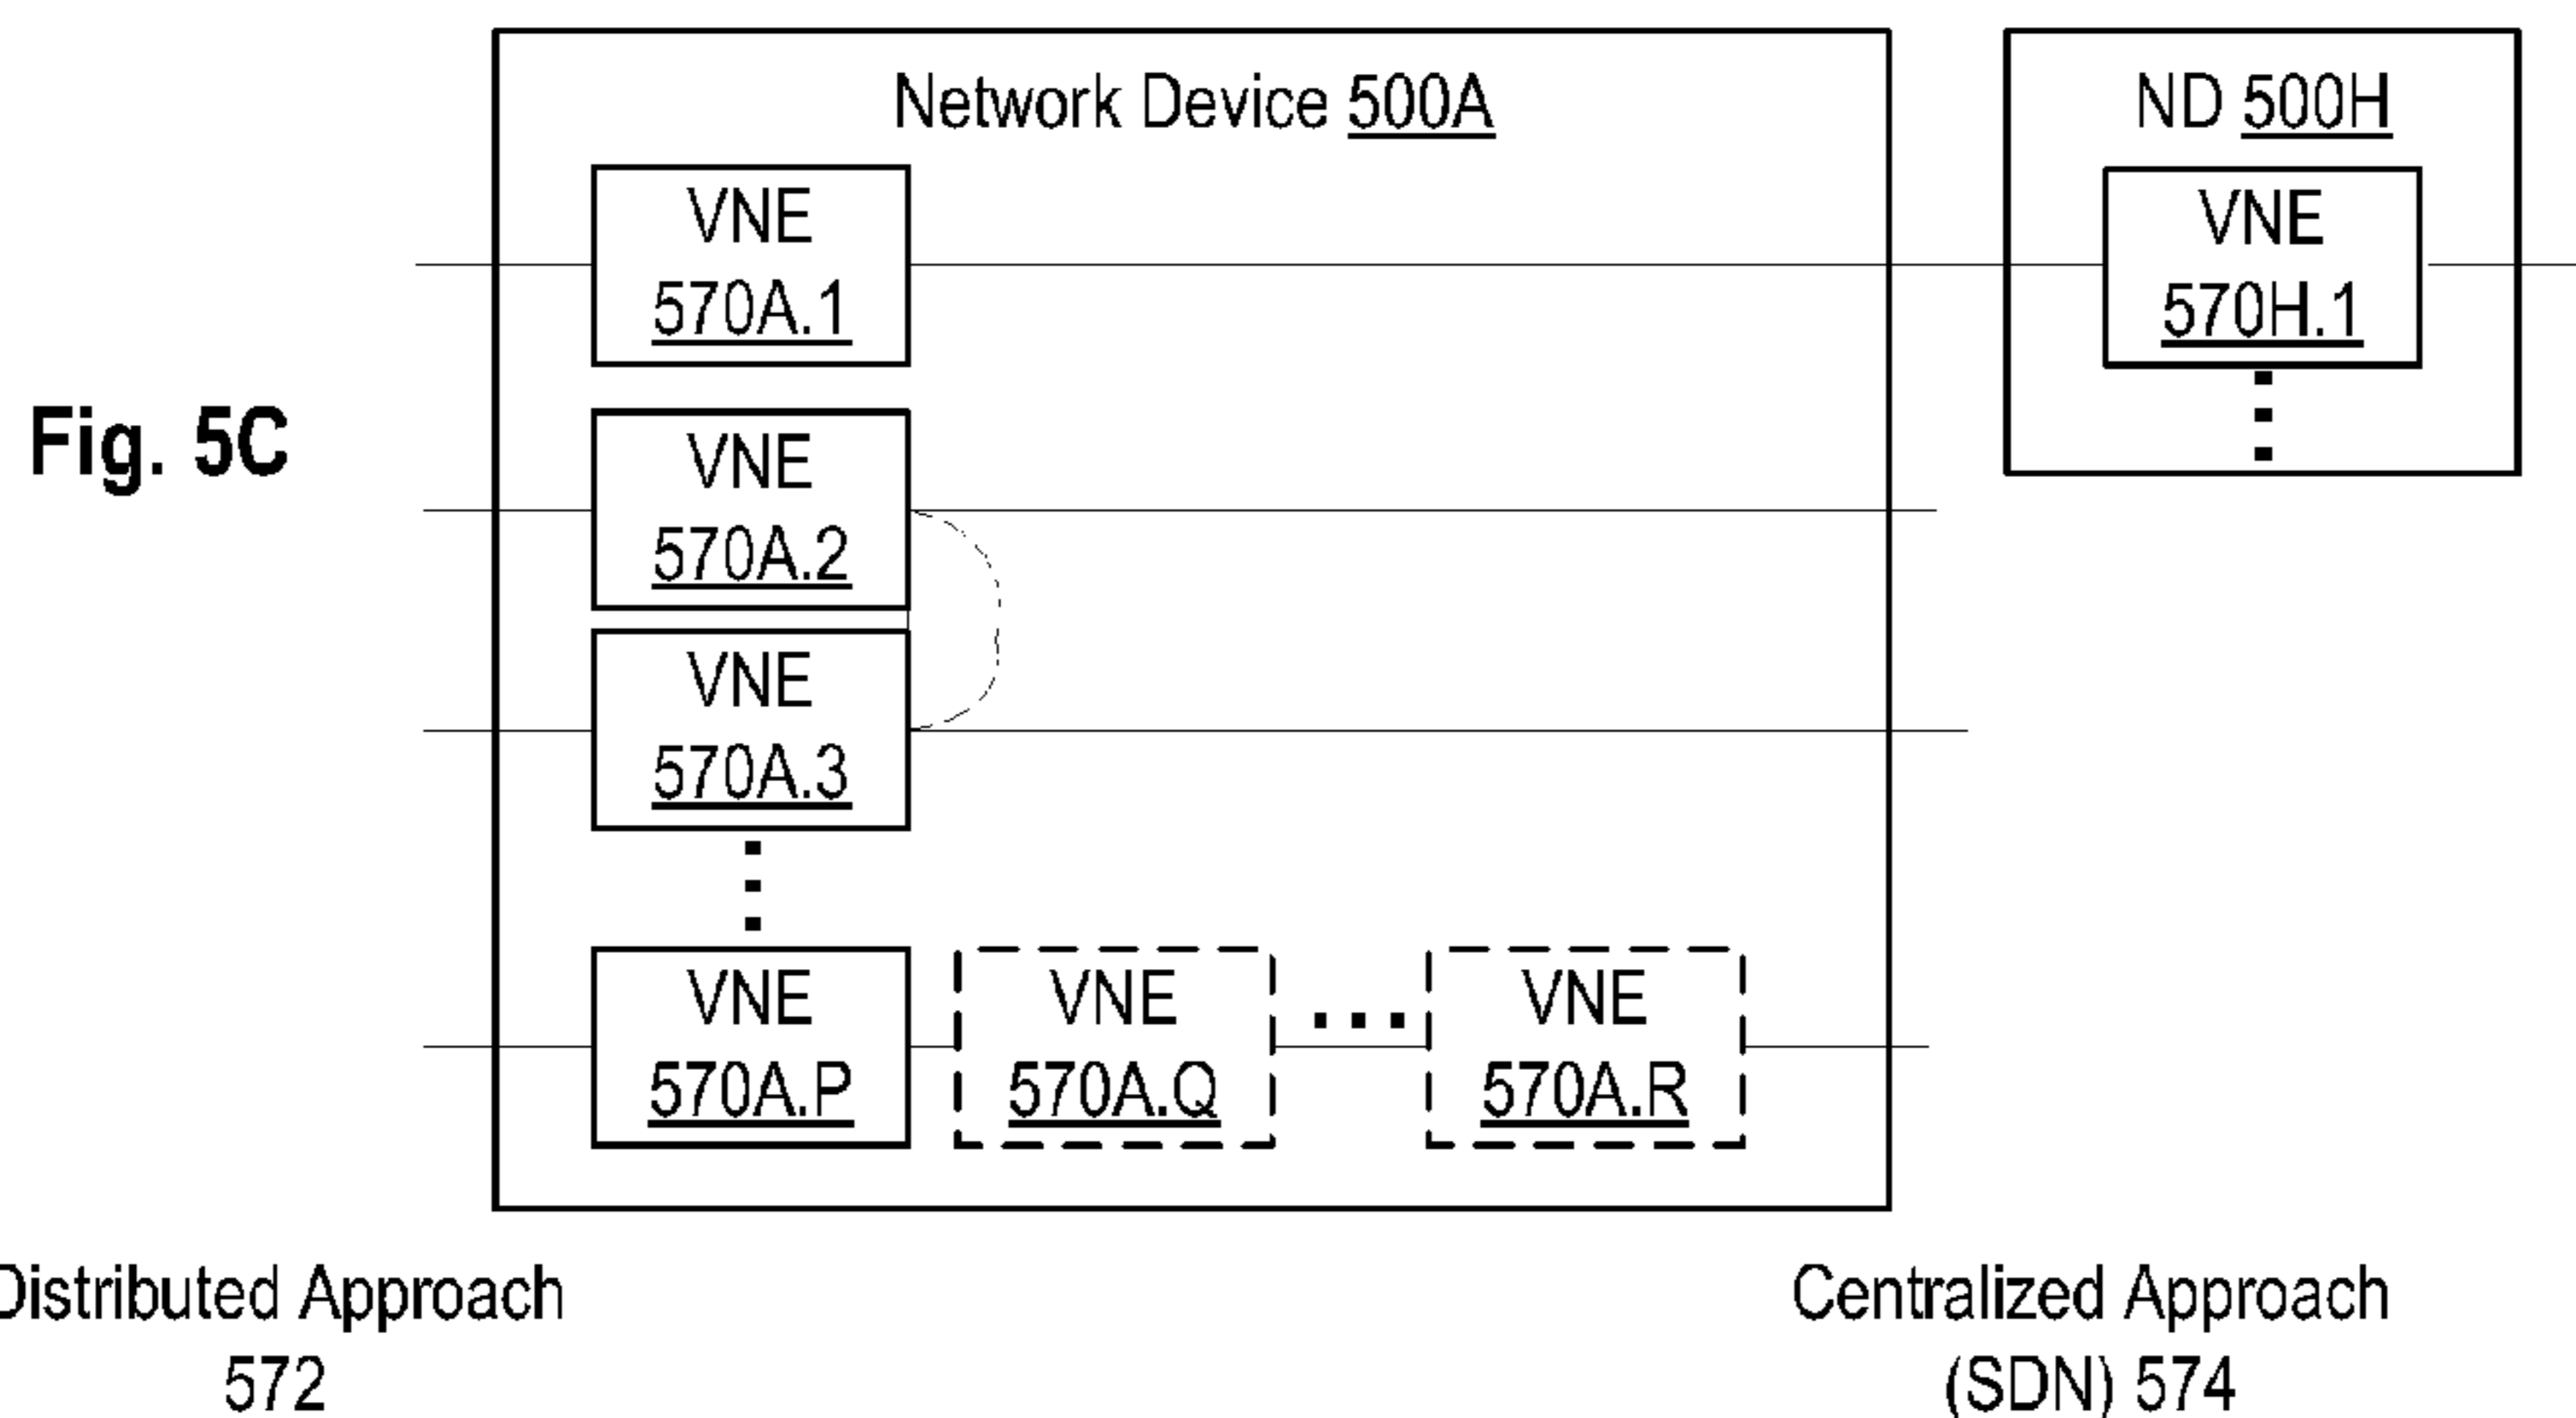 Network Device 500A
ND 500H
VNE
570A.1
VNE
570H.1
Fig. 5C
VNE
570A.2
VNE
570A.3
VNE
570A.P
VNE
570A.Q
VNE
570A.R
Distributed Approach
572
Centralized Approach
(SDN) 574